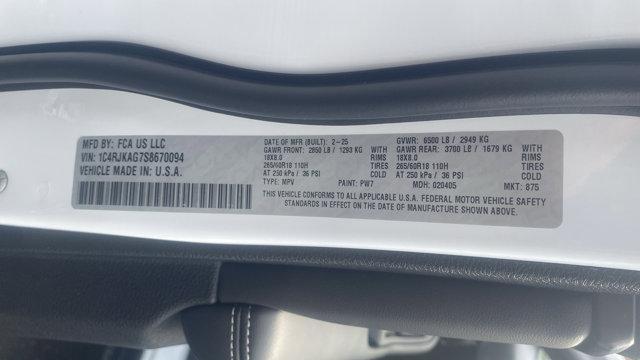 MFD BY: FCA US LLC
VIN: 1C4RJKAG7S8670094
VEHICLE MADE IN: U.S.A.
DATE OF MFR (BUILT): 2-25 GVWR: 6500 LB / 2949 KG
GAWR FRONT: 2850 LB / 1293 KG WITH GAWR REAR: 3700 LB / 1679 KG WITH
18X8.0 RIMS 18X8.0 RIMS
265/60R18 110H TIRES 265/60R18 110H TIRES
AT 250 kPa / 36 PSI COLD AT 250 kPa / 36 PSI COLD
TYPE: MPV PAINT: PW7 MDH: 020405 MKT: 875
THIS VEHICLE CONFORMS TO ALL APPLICABLE U.S.A. FEDERAL MOTOR VEHICLE SAFETY
STANDARDS IN EFFECT ON THE DATE OF MANUFACTURE SHOWN ABOVE.